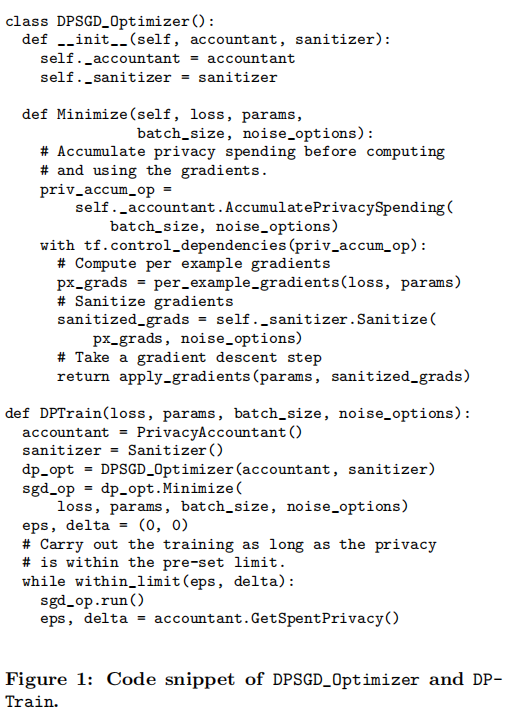 class DPSGD_Optimizer():
  def __init__(self, accountant, sanitizer):
    self._accountant = accountant
    self._sanitizer = sanitizer

  def Minimize(self, loss, params,
               batch_size, noise_options):
    # Accumulate privacy spending before computing
    # and using the gradients.
    priv_accum_op =
        self._accountant.AccumulatePrivacySpending(
            batch_size, noise_options)
    with tf.control_dependencies(priv_accum_op):
      # Compute per example gradients
      px_grads = per_example_gradients(loss, params)
      # Sanitize gradients
      sanitized_grads = self._sanitizer.Sanitize(
          px_grads, noise_options)
      # Take a gradient descent step
      return apply_gradients(params, sanitized_grads)

def DPTrain(loss, params, batch_size, noise_options):
  accountant = PrivacyAccountant()
  sanitizer = Sanitizer()
  dp_opt = DPSGD_Optimizer(accountant, sanitizer)
  sgd_op = dp_opt.Minimize(
      loss, params, batch_size, noise_options)
  eps, delta = (0, 0)
  # Carry out the training as long as the privacy
  # is within the pre-set limit.
  while within_limit(eps, delta):
    sgd_op.run()
    eps, delta = accountant.GetSpentPrivacy()

Figure 1: Code snippet of DPSGD_Optimizer and DP-
Train.